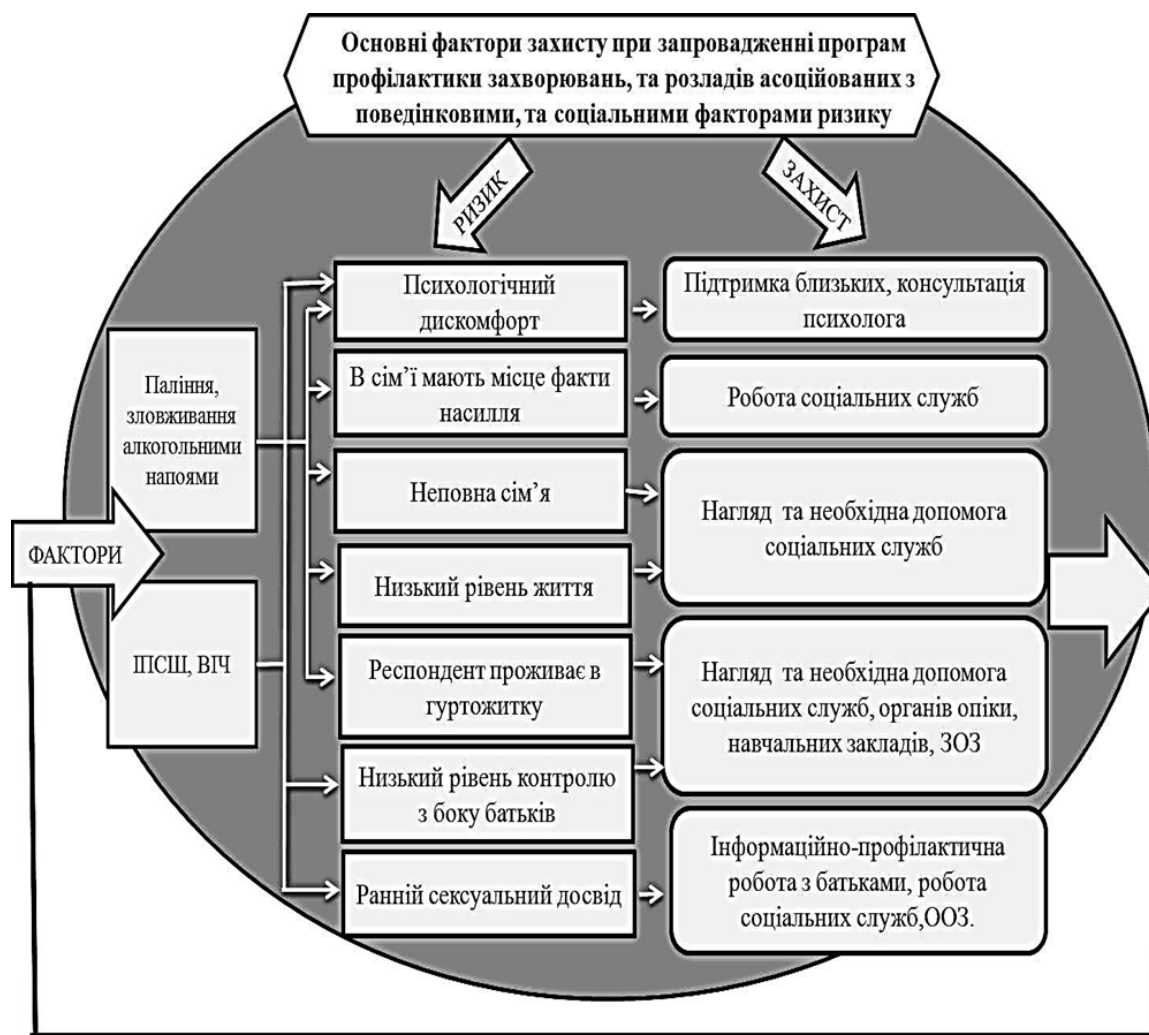 Основні фактори захисту при запровадженні програм
профілактики захворювань, та розладів асоційованих з
поведінковими, та соціальними факторами ризику
РИЗИК
ЗАХИСТ
ФАКТОРИ
Паління,
зловживання
алкогольними
напоями
ІПСШ, ВІЧ
Психологічний
дискомфорт
Підтримка близьких, консультація
психолога
В сім’ї мають місце факти
насилля
Робота соціальних служб
Неповна сім’я
Нагляд та необхідна допомога
соціальних служб
Низький рівень життя
Респондент проживає в
гуртожитку
Нагляд та необхідна допомога
соціальних служб, органів опіки,
навчальних закладів, ЗОЗ
Низький рівень контролю
з боку батьків
Ранній сексуальний досвід
Інформаційно-профілактична
робота з батьками, робота
соціальних служб,ООЗ.